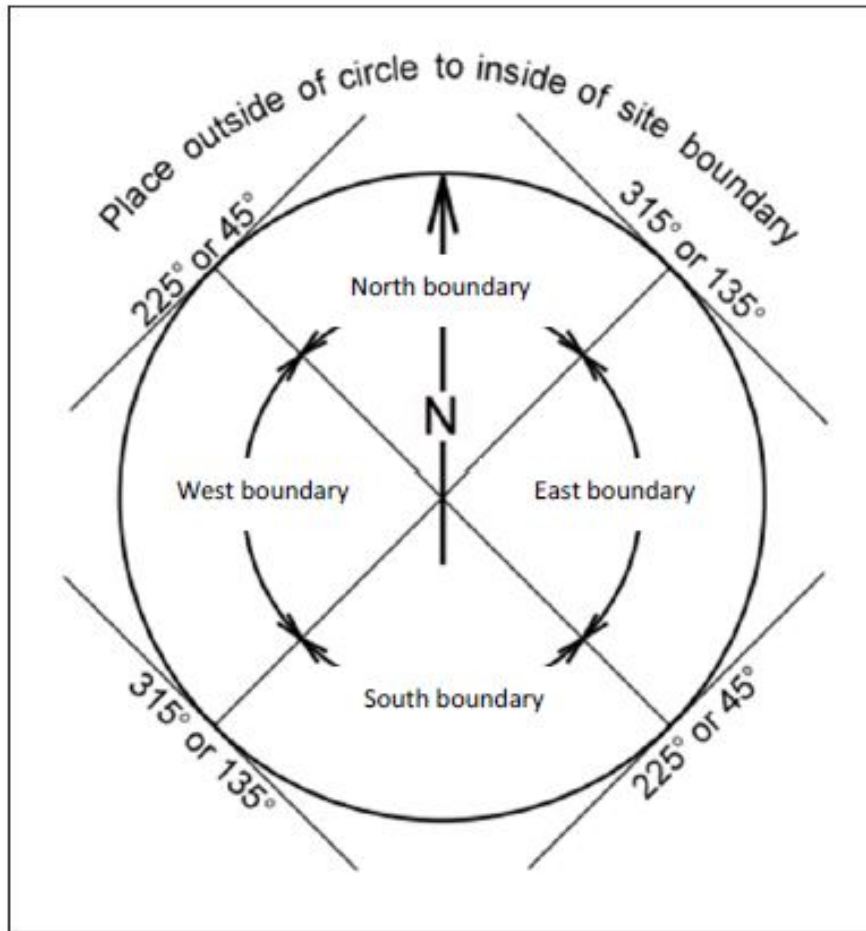 Place outside of circle to inside of site boundary
225° or 45°
315° or 135°
North boundary
N
West boundary
East boundary
South boundary
315° or 135°
225° or 45°